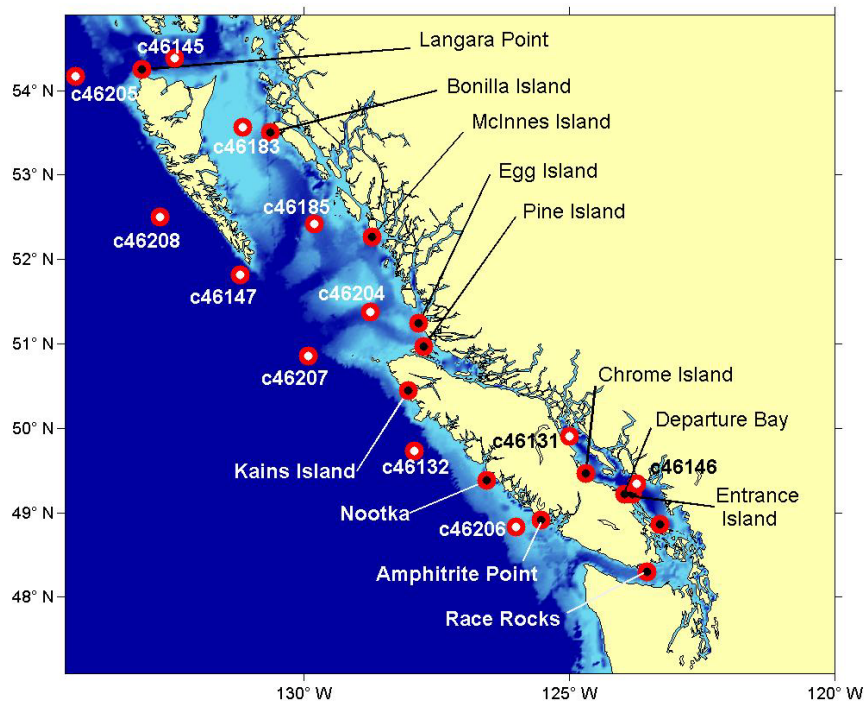 c46145
Langara Point
54° N
c46205
Bonilla Island
c46183
McInnes Island
53° N
Egg Island
c46185
Pine Island
c46208
52° N
c46147
c46204
51° N
c46207
Chrome Island
50° N
Departure Bay
c46131
c46132
c46146
Kains Island
Entrance
Island
Nootka
49° N
c46206
Amphitrite Point
48° N
Race Rocks
130° W
125° W
120° W